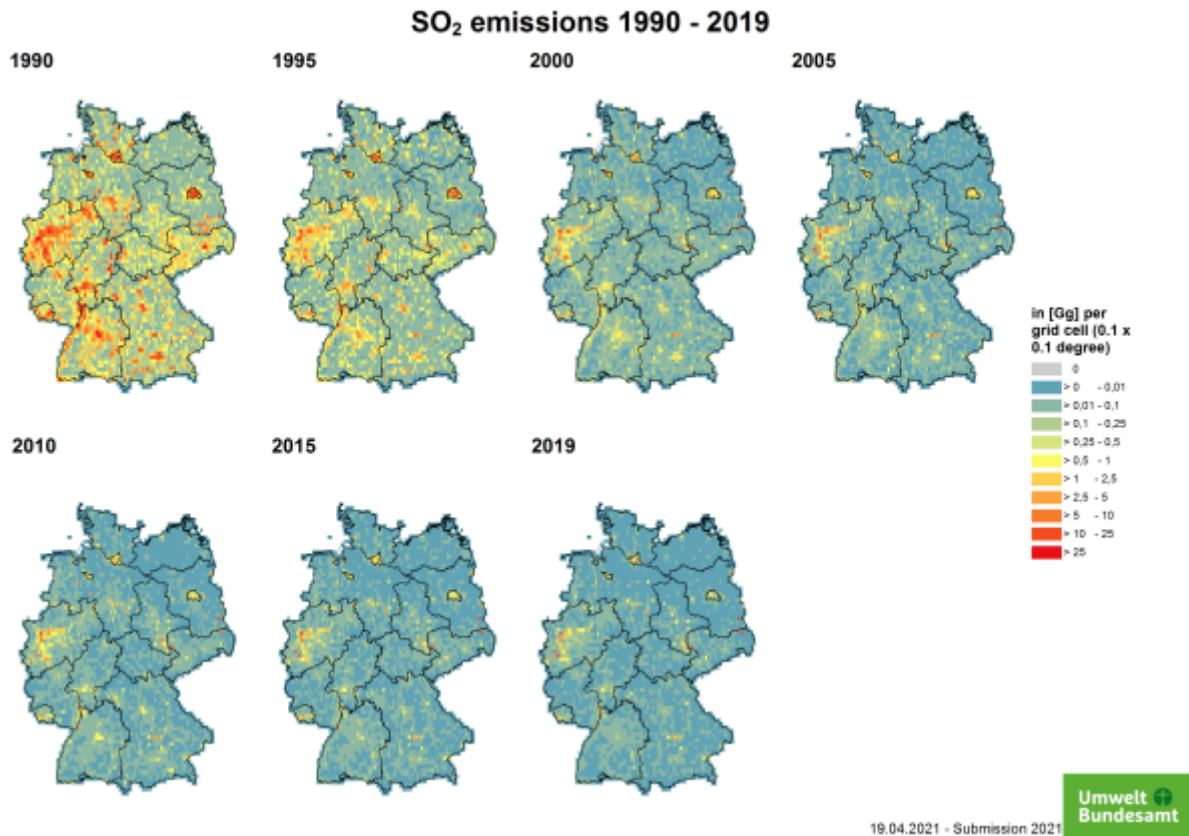 SO₂ emissions 1990 - 2019
1990
1995
2000
2005
2010
2015
2019
in [Gg] per
grid cell (0.1 x
0.1 degree)
0
> 0 - 0,01
> 0,01 - 0,1
> 0,1 - 0,25
> 0,25 - 0,5
> 0,5 - 1
> 1 - 2,5
> 2,5 - 5
> 5 - 10
> 10 - 25
> 25
19.04.2021 - Submission 2021
Umwelt
Bundesamt